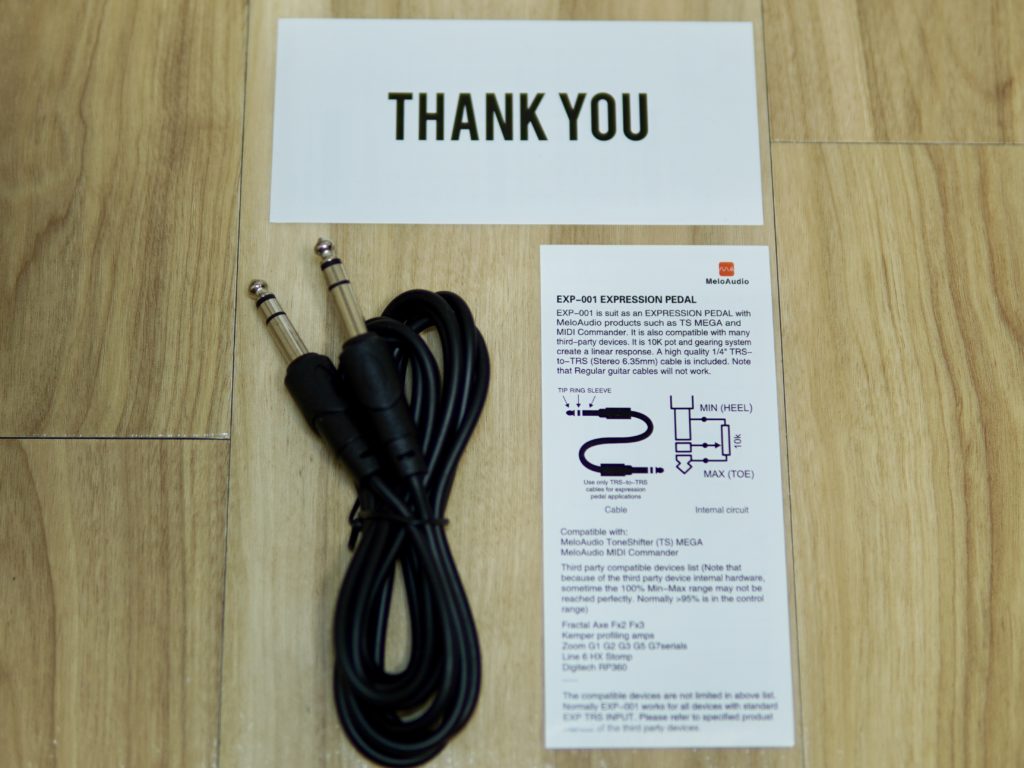 THANK YOU
MeloAudio
EXP-001 EXPRESSION PEDAL
EXP-001 is suit as an EXPRESSION PEDAL with
MeloAudio products such as TS MEGA and
MIDI Commander. It is also compatible with many
third-party devices. It is 10K pot and gearing system
create a linear response. A high quality 1/4" TRS-
to-TRS (Stereo 6.35mm) cable is included. Note
that Regular guitar cables will not work.
TIP RING SLEEVE
MIN (HEEL)
10k
MAX (TOE)
Use only TRS-to-TRS
cables for expression
pedal applications
Cable
Internal circuit
Compatible with:
MeloAudio ToneShifter (TS) MEGA
MeloAudio MIDI Commander
Third party compatible devices list (Note that
because of the third party device internal hardware,
sometime the 100% Min-Max range may not be
reached perfectly. Normally >95% is in the control
range)
Fractal Axe Fx2 Fx3
Kemper profiling amps
Zoom G1 G2 G3 G5 G7serials
Line 6 HX Stomp
Digitech RP360
......
The compatible devices are not limited in above list.
Normally EXP-001 works for all devices with standard
EXP TRS INPUT. Please refer to specified product
of the third party devices.